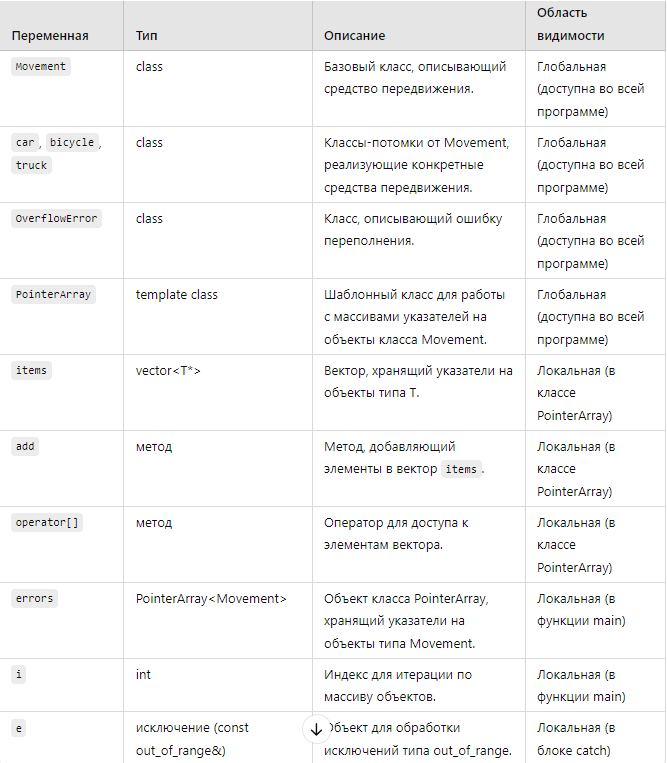 Переменная Тип Описание Область
видимости
Movement class Базовый класс, описывающий Глобальная
средство передвижения. (доступна во всей
программе)
car, bicycle, class Классы-потомки от Movement, Глобальная
truck реализующие конкретные (доступна во всей
средства передвижения. программе)
OverflowError class Класс, описывающий ошибку Глобальная
переполнения. (доступна во всей
программе)
PointerArray template class Шаблонный класс для работы Глобальная
с массивами указателей на (доступна во всей
объекты класса Movement. программе)
items vector<T*> Вектор, хранящий указатели на Локальная (в
объекты типа T. классе
PointerArray)
add метод Метод, добавляющий Локальная (в
элементы в вектор items. классе
PointerArray)
operator[] метод Оператор для доступа к Локальная (в
элементам вектора. классе
PointerArray)
errors PointerArray<Movement> Объект класса PointerArray, Локальная (в
хранящий указатели на функции main)
объекты типа Movement.
i int Индекс для итерации по Локальная (в
массиву объектов. функции main)
e исключение (const Объект для обработки Локальная (в
out_of_range&) исключений типа out_of_range. блоке catch)